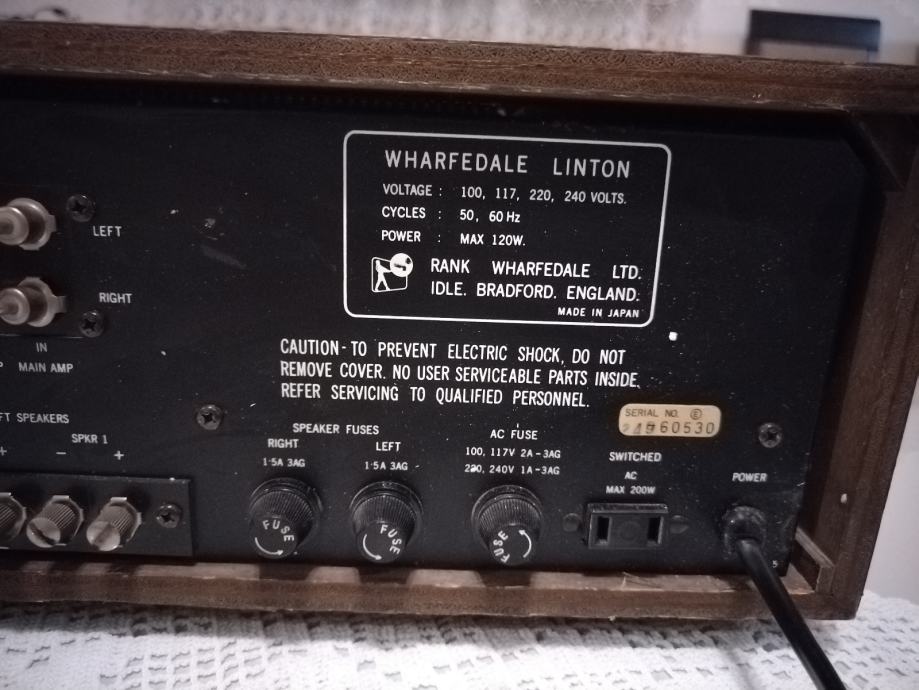 WHARFEDALE LINTON
VOLTAGE : 100, 117, 220, 240 VOLTS.
CYCLES : 50, 60 Hz
POWER : MAX 120W.
RANK WHARFEDALE LTD.
IDLE. BRADFORD. ENGLAND.
MADE IN JAPAN
LEFT
RIGHT
IN
MAIN AMP
CAUTION - TO PREVENT ELECTRIC SHOCK, DO NOT
REMOVE COVER. NO USER SERVICEABLE PARTS INSIDE.
REFER SERVICING TO QUALIFIED PERSONNEL.
SPEAKERS
SPKR 1
+ − +
SPEAKER FUSES
RIGHT LEFT
1·5A 3AG 1·5A 3AG
AC FUSE
100, 117V 2A-3AG
220, 240V 1A-3AG
SERIAL NO. E
60530
SWITCHED
AC
MAX 200W
POWER
FUSE FUSE FUSE
5